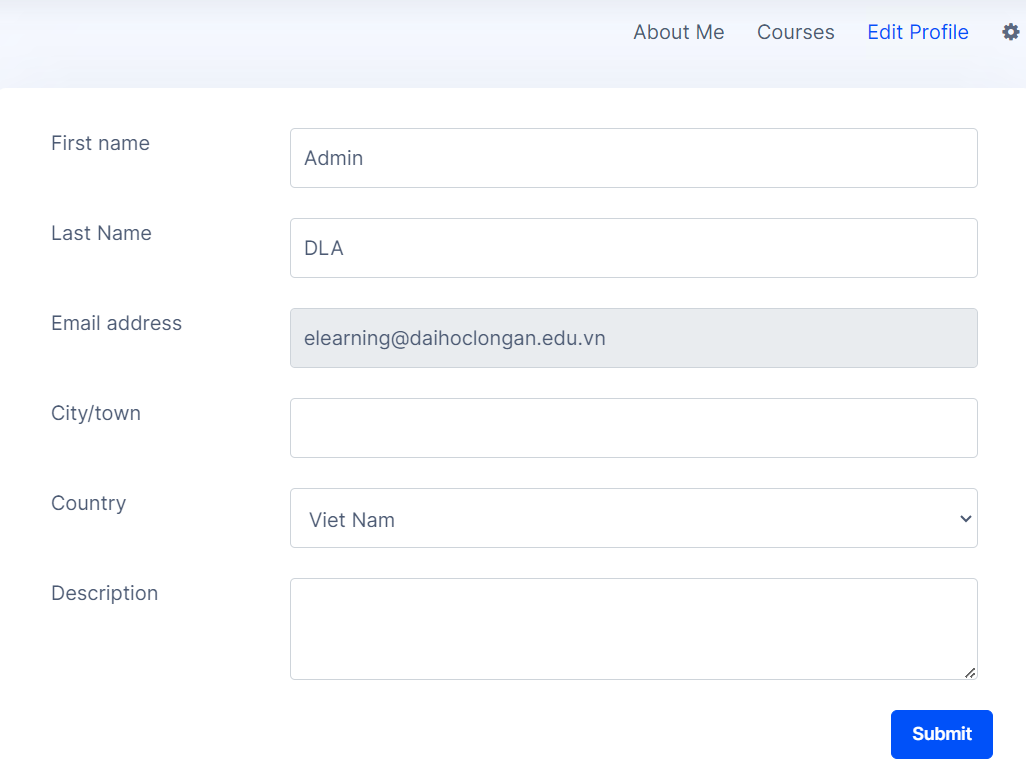 About Me Courses Edit Profile
First name Admin
Last Name DLA
Email address elearning@daihoclongan.edu.vn
City/town
Country Viet Nam
Description
Submit